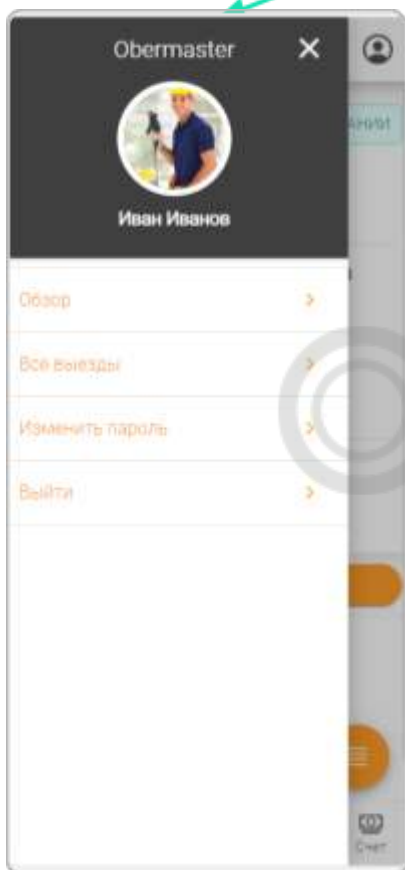 Obermaster
Иван Иванов
Обзор
Все выезды
Изменить пароль
Выйти
Счет